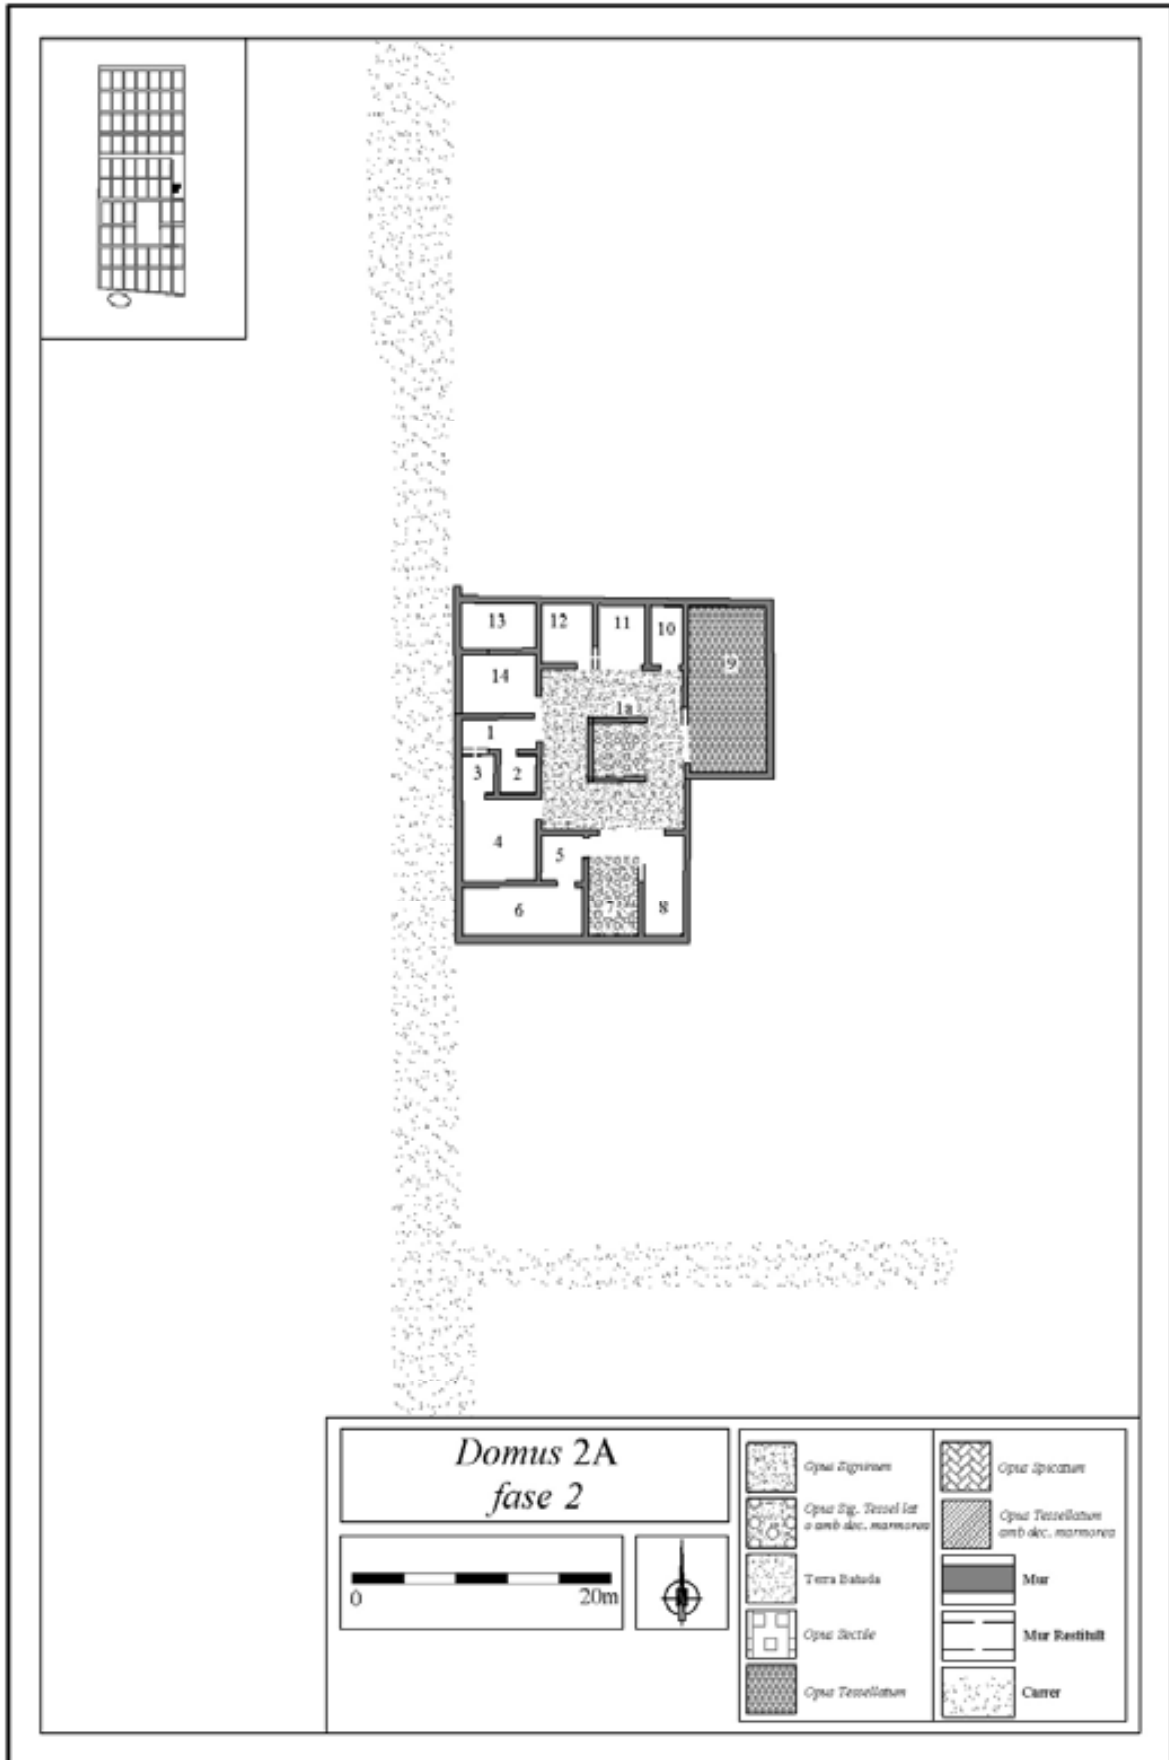 13
12
11
10
9
14
1a
1
3
2
4
5
6
7
8
Domus 2A
fase 2
0
20m
Opus Signinum
Opus Sig. Tessel lat
o amb dec. marmorea
Terra Batuda
Opus Sectile
Opus Tessellatum
Opus Spicatum
Opus Tessellatum
amb dec. marmorea
Mur
Mur Restituït
Carrer